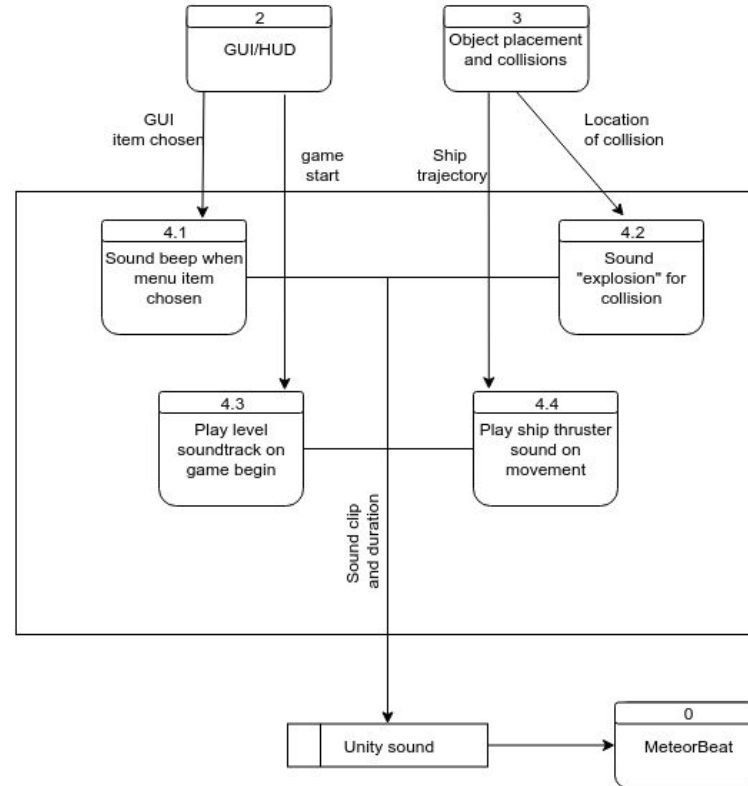 2
GUI/HUD
3
Object placement
and collisions
GUI
item chosen
game
start
Ship
trajectory
Location
of collision
4.1
Sound beep when
menu item
chosen
4.2
Sound
"explosion" for
collision
4.3
Play level
soundtrack on
game begin
4.4
Play ship thruster
sound on
movement
Sound clip
and duration
Unity sound
0
MeteorBeat